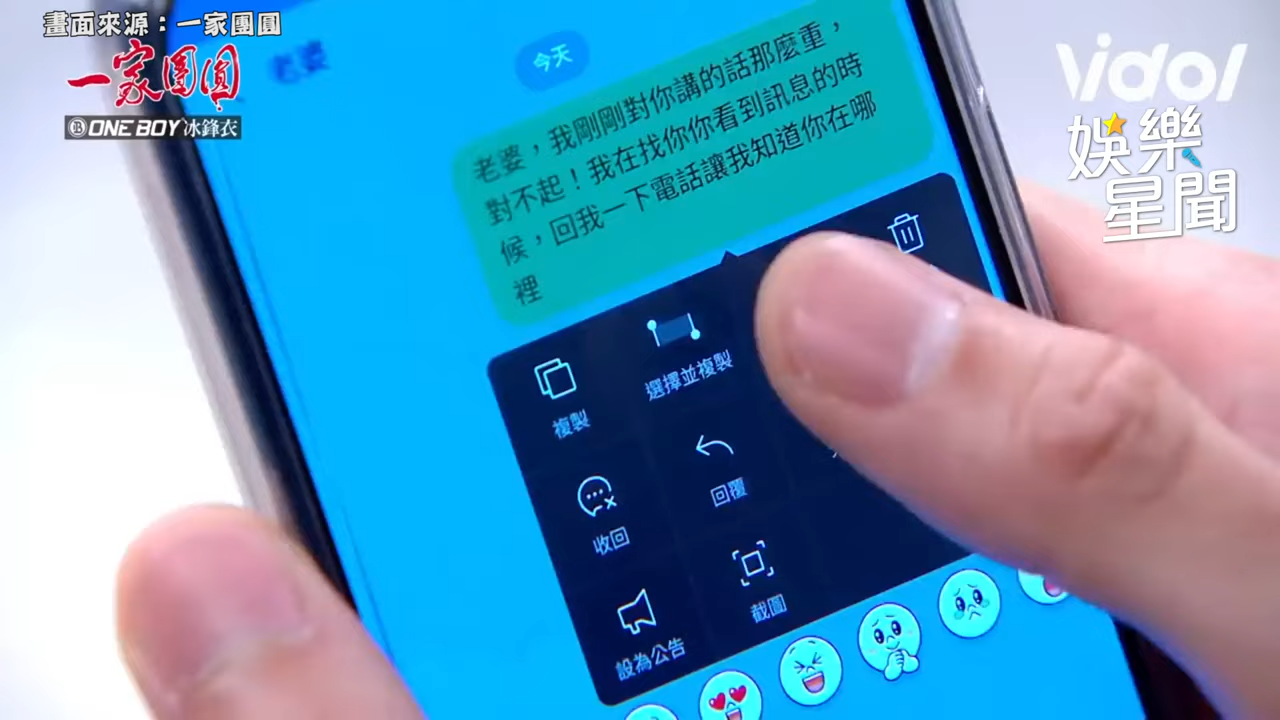 畫面來源：一家團圓
一家團圓
ONE BOY 冰鋒衣
Vidol
娛樂
星聞
老婆
今天
老婆，我剛剛對你講的話那麼重，
對不起！我在找你你看到訊息的時
候，回我一下電話讓我知道你在哪
裡
複製
選擇並複製
收回
回覆
設為公告
截圖